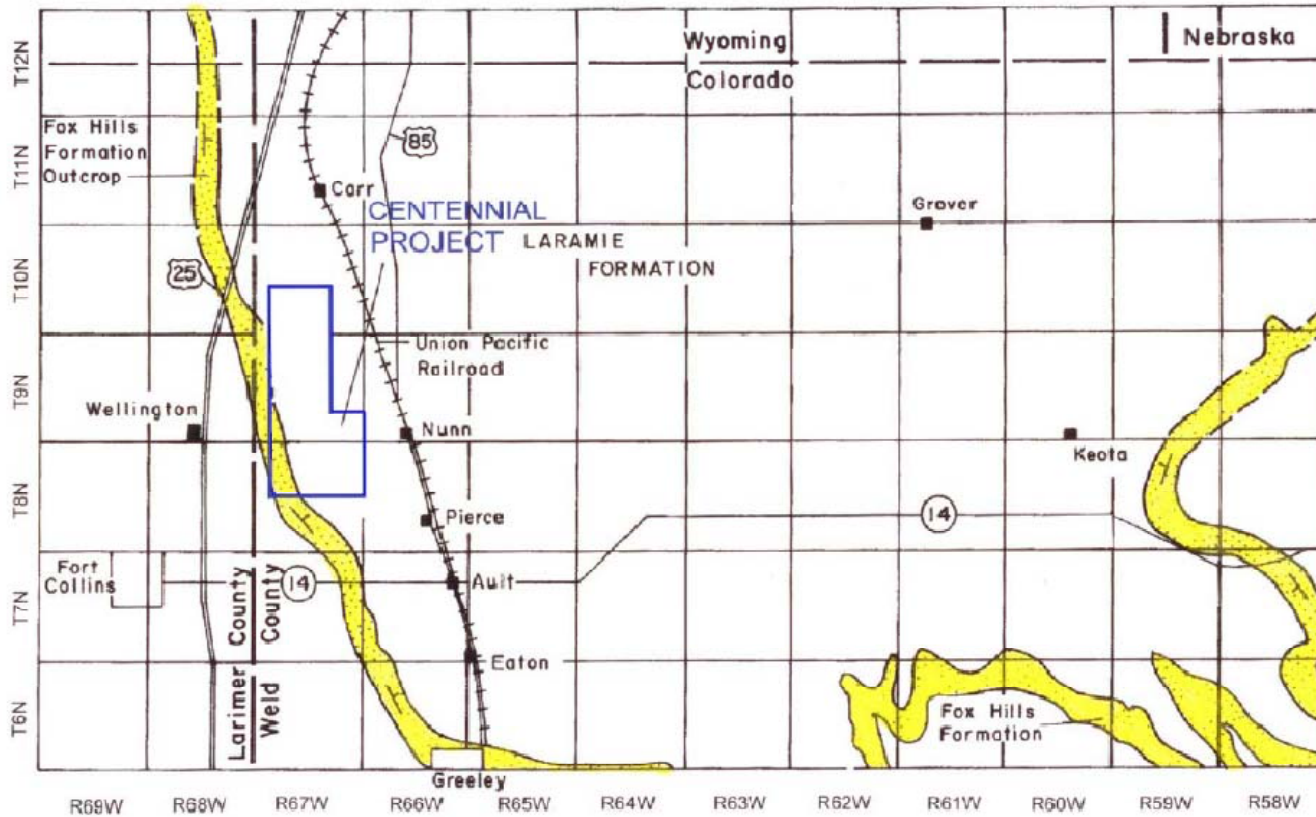 Wyoming
Colorado
Nebraska
T12N
T11N
T10N
T9N
T8N
T7N
T6N
Fox Hills
Formation
Outcrop
85
Carr
CENTENNIAL
PROJECT
LARAMIE
FORMATION
Grover
25
Union Pacific
Railroad
Wellington
Nunn
Keota
Pierce
14
Fort
Collins
14
Ault
Larimer County
Weld County
Eaton
Fox Hills
Formation
Greeley
R69W R68W R67W R66W R65W R64W R63W R62W R61W R60W R59W R58W